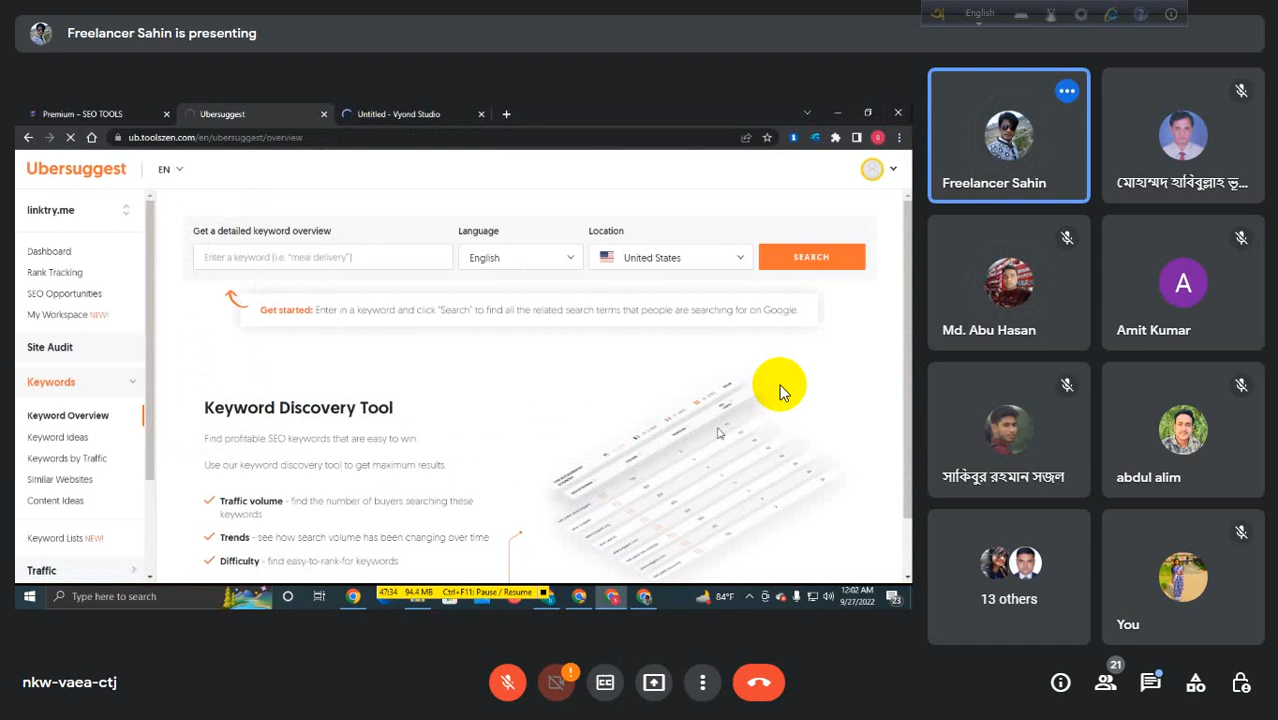 English
Freelancer Sahin is presenting
Premium – SEO TOOLS
Ubersuggest
Untitled - Vyond Studio
ub.toolszen.com/en/ubersuggest/overview
Ubersuggest
EN
linktry.me
Dashboard
Rank Tracking
SEO Opportunities
My Workspace NEW!
Site Audit
Keywords
Keyword Overview
Keyword Ideas
Keywords by Traffic
Similar Websites
Content Ideas
Keyword Lists NEW!
Traffic
Get a detailed keyword overview
Language
Location
Enter a keyword (i.e. "meal delivery")
English
United States
SEARCH
Get started: Enter in a keyword and click "Search" to find all the related search terms that people are searching for on Google.
Keyword Discovery Tool
Find profitable SEO keywords that are easy to win.
Use our keyword discovery tool to get maximum results.
Traffic volume - find the number of buyers searching these
keywords
Trends - see how search volume has been changing over time
Difficulty - find easy-to-rank-for keywords
Type here to search
47:34 94.4 MB Ctrl+F11: Pause / Resume
84°F
12:02 AM
9/27/2022
23
Freelancer Sahin
মোহাম্মদ হাবিবুল্লাহ ভূ...
Md. Abu Hasan
A
Amit Kumar
সাকিবুর রহমান সজল
abdul alim
13 others
You
nkw-vaea-ctj
21